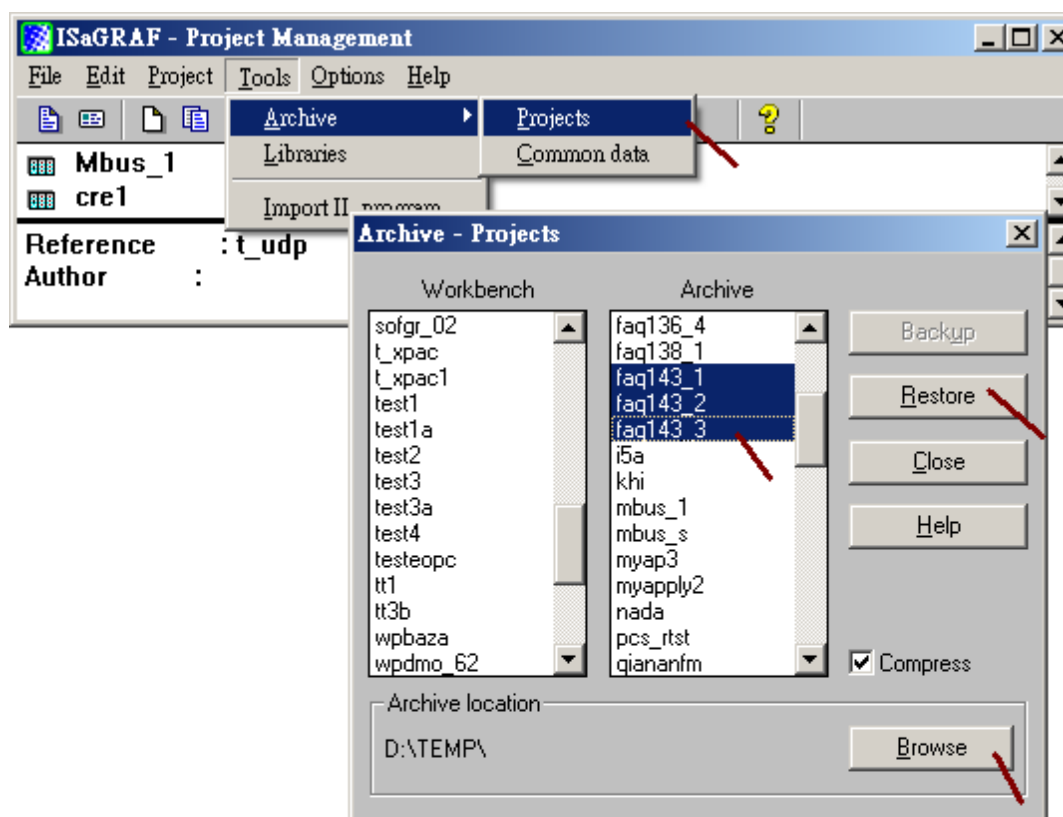 ISaGRAF - Project Management
File Edit Project Tools Options Help
Archive
Projects
Libraries
Common data
Mbus_1
cre1
Import II program
Reference : t_udp
Author :
Archive - Projects
Workbench
Archive
sofgr_02
t_xpac
t_xpac1
test1
test1a
test2
test3
test3a
test4
testeopc
tt1
tt3b
wpbaza
wpdmo_62
faq136_4
faq138_1
faq143_1
faq143_2
faq143_3
i5a
khi
mbus_1
mbus_s
myap3
myapply2
nada
pcs_rtst
qiananfm
Backup
Restore
Close
Help
Compress
Archive location
D:\TEMP\
Browse